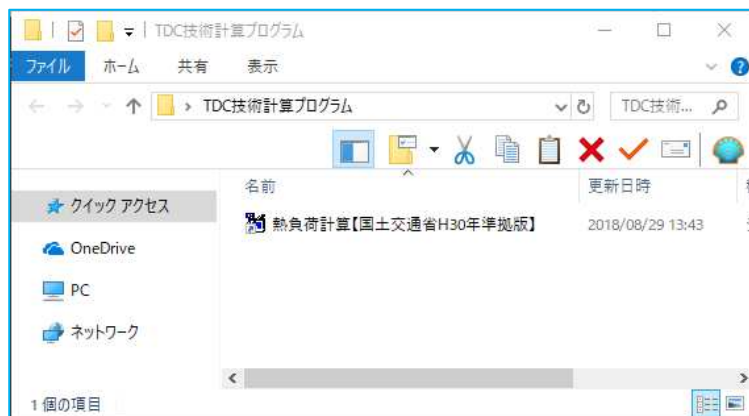 TDC技術計算プログラム
ファイル ホーム 共有 表示
TDC技術計算プログラム TDC技術...
名前 更新日時
クイック アクセス
熱負荷計算【国土交通省H30年準拠版】 2018/08/29 13:43
OneDrive
PC
ネットワーク
1 個の項目